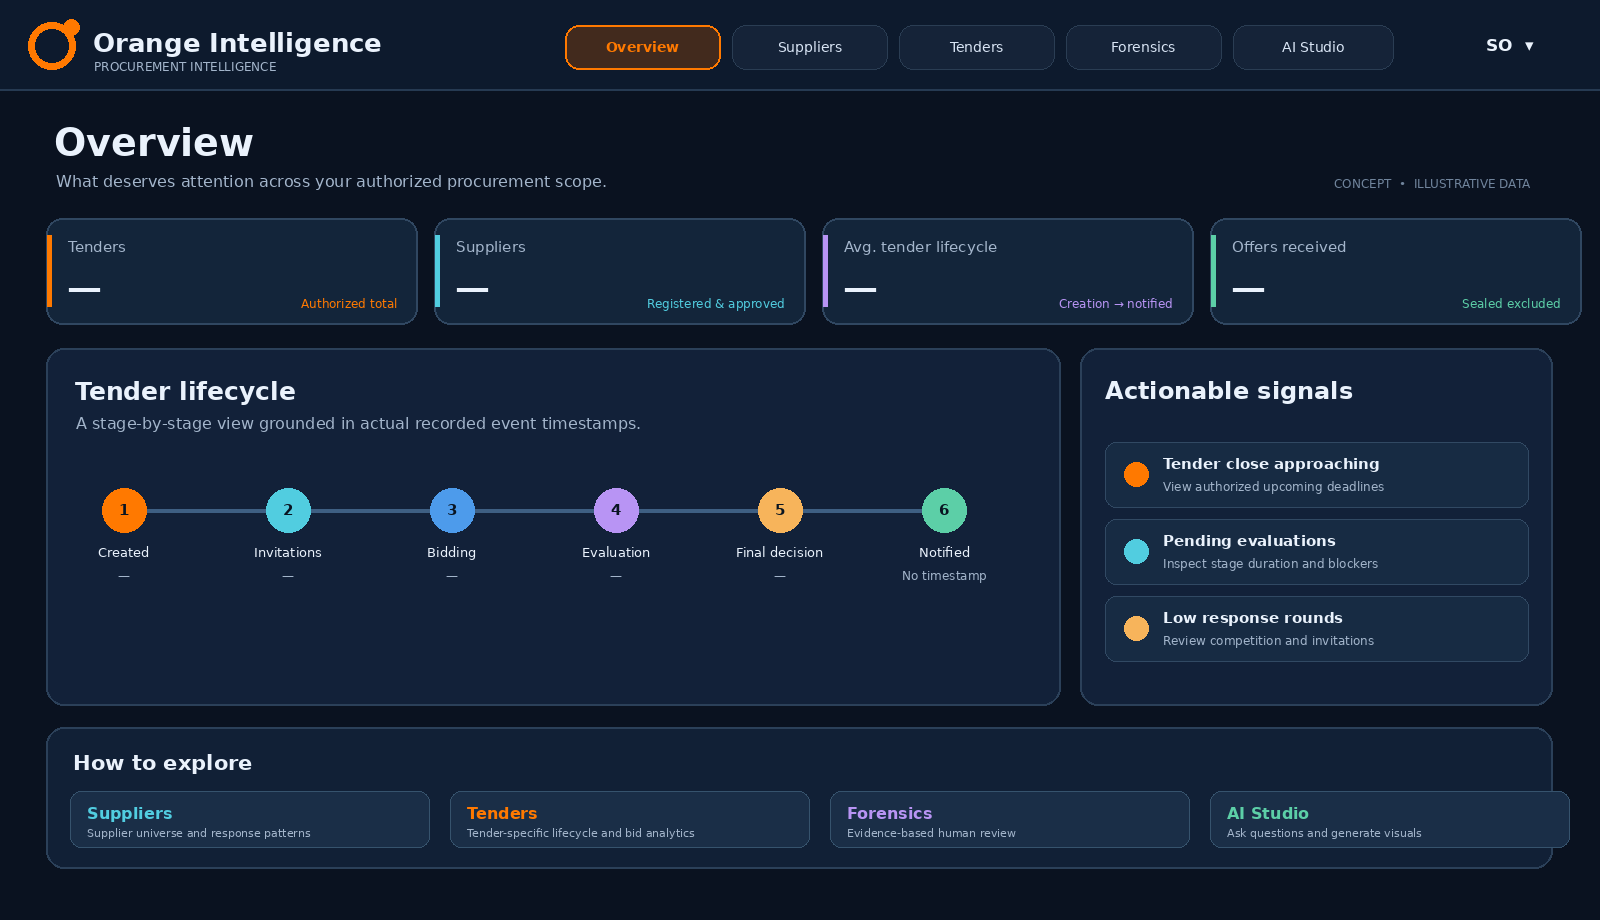 Orange Intelligence
PROCUREMENT INTELLIGENCE
Overview
Suppliers
Tenders
Forensics
AI Studio
SO ▼
Overview
What deserves attention across your authorized procurement scope.
CONCEPT • ILLUSTRATIVE DATA
Tenders
—
Authorized total
Suppliers
—
Registered & approved
Avg. tender lifecycle
—
Creation → notified
Offers received
—
Sealed excluded
Tender lifecycle
A stage-by-stage view grounded in actual recorded event timestamps.
1
Created
—
2
Invitations
—
3
Bidding
—
4
Evaluation
—
5
Final decision
—
6
Notified
No timestamp
Actionable signals
Tender close approaching
View authorized upcoming deadlines
Pending evaluations
Inspect stage duration and blockers
Low response rounds
Review competition and invitations
How to explore
Suppliers
Supplier universe and response patterns
Tenders
Tender-specific lifecycle and bid analytics
Forensics
Evidence-based human review
AI Studio
Ask questions and generate visuals